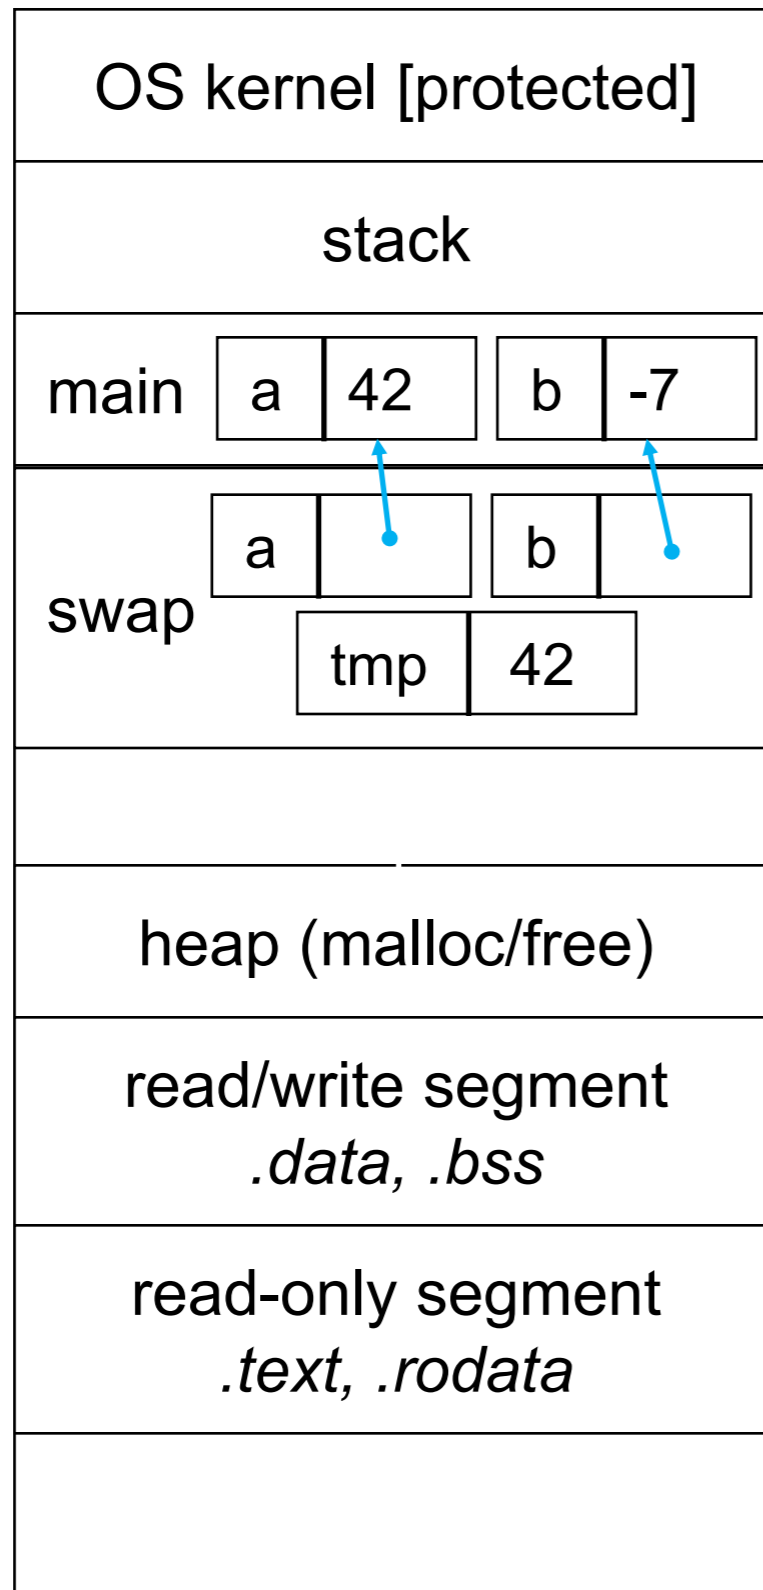 OS kernel [protected]
stack
main a 42 b -7
a b
swap
tmp 42
heap (malloc/free)
read/write segment
.data, .bss
read-only segment
.text, .rodata